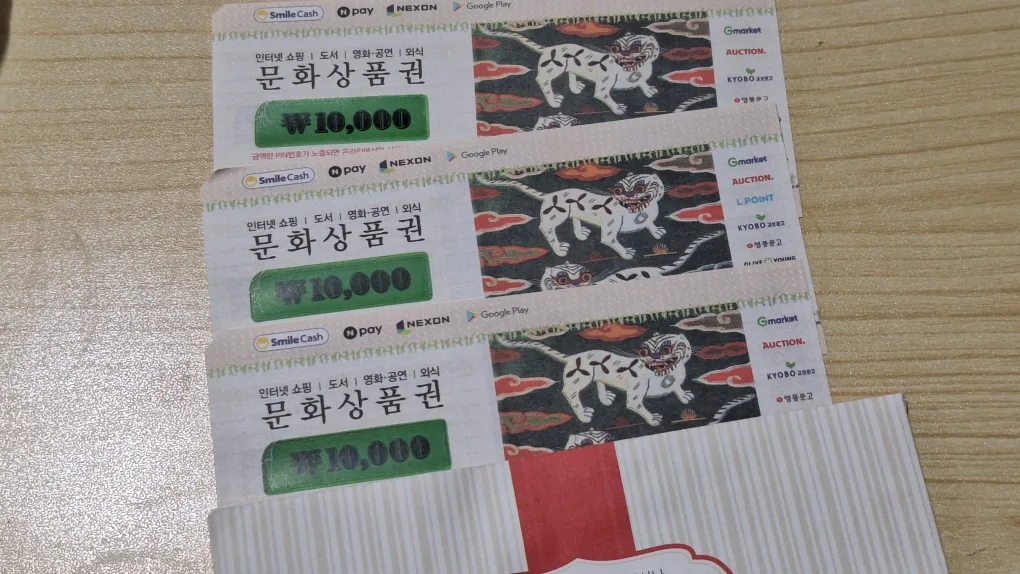 Smile Cash N pay NEXON Google Play
인터넷 쇼핑 | 도서 | 영화·공연 | 외식
문화상품권
₩10,000
Gmarket
AUCTION.
KYOBO 교보문고
영풍문고
Smile Cash N pay NEXON Google Play
인터넷 쇼핑 | 도서 | 영화·공연 | 외식
문화상품권
₩10,000
Gmarket
AUCTION.
L.POINT
KYOBO 교보문고
영풍문고
OLIVE YOUNG
Smile Cash N pay NEXON Google Play
인터넷 쇼핑 | 도서 | 영화·공연 | 외식
문화상품권
₩10,000
Gmarket
AUCTION.
KYOBO 교보문고
영풍문고